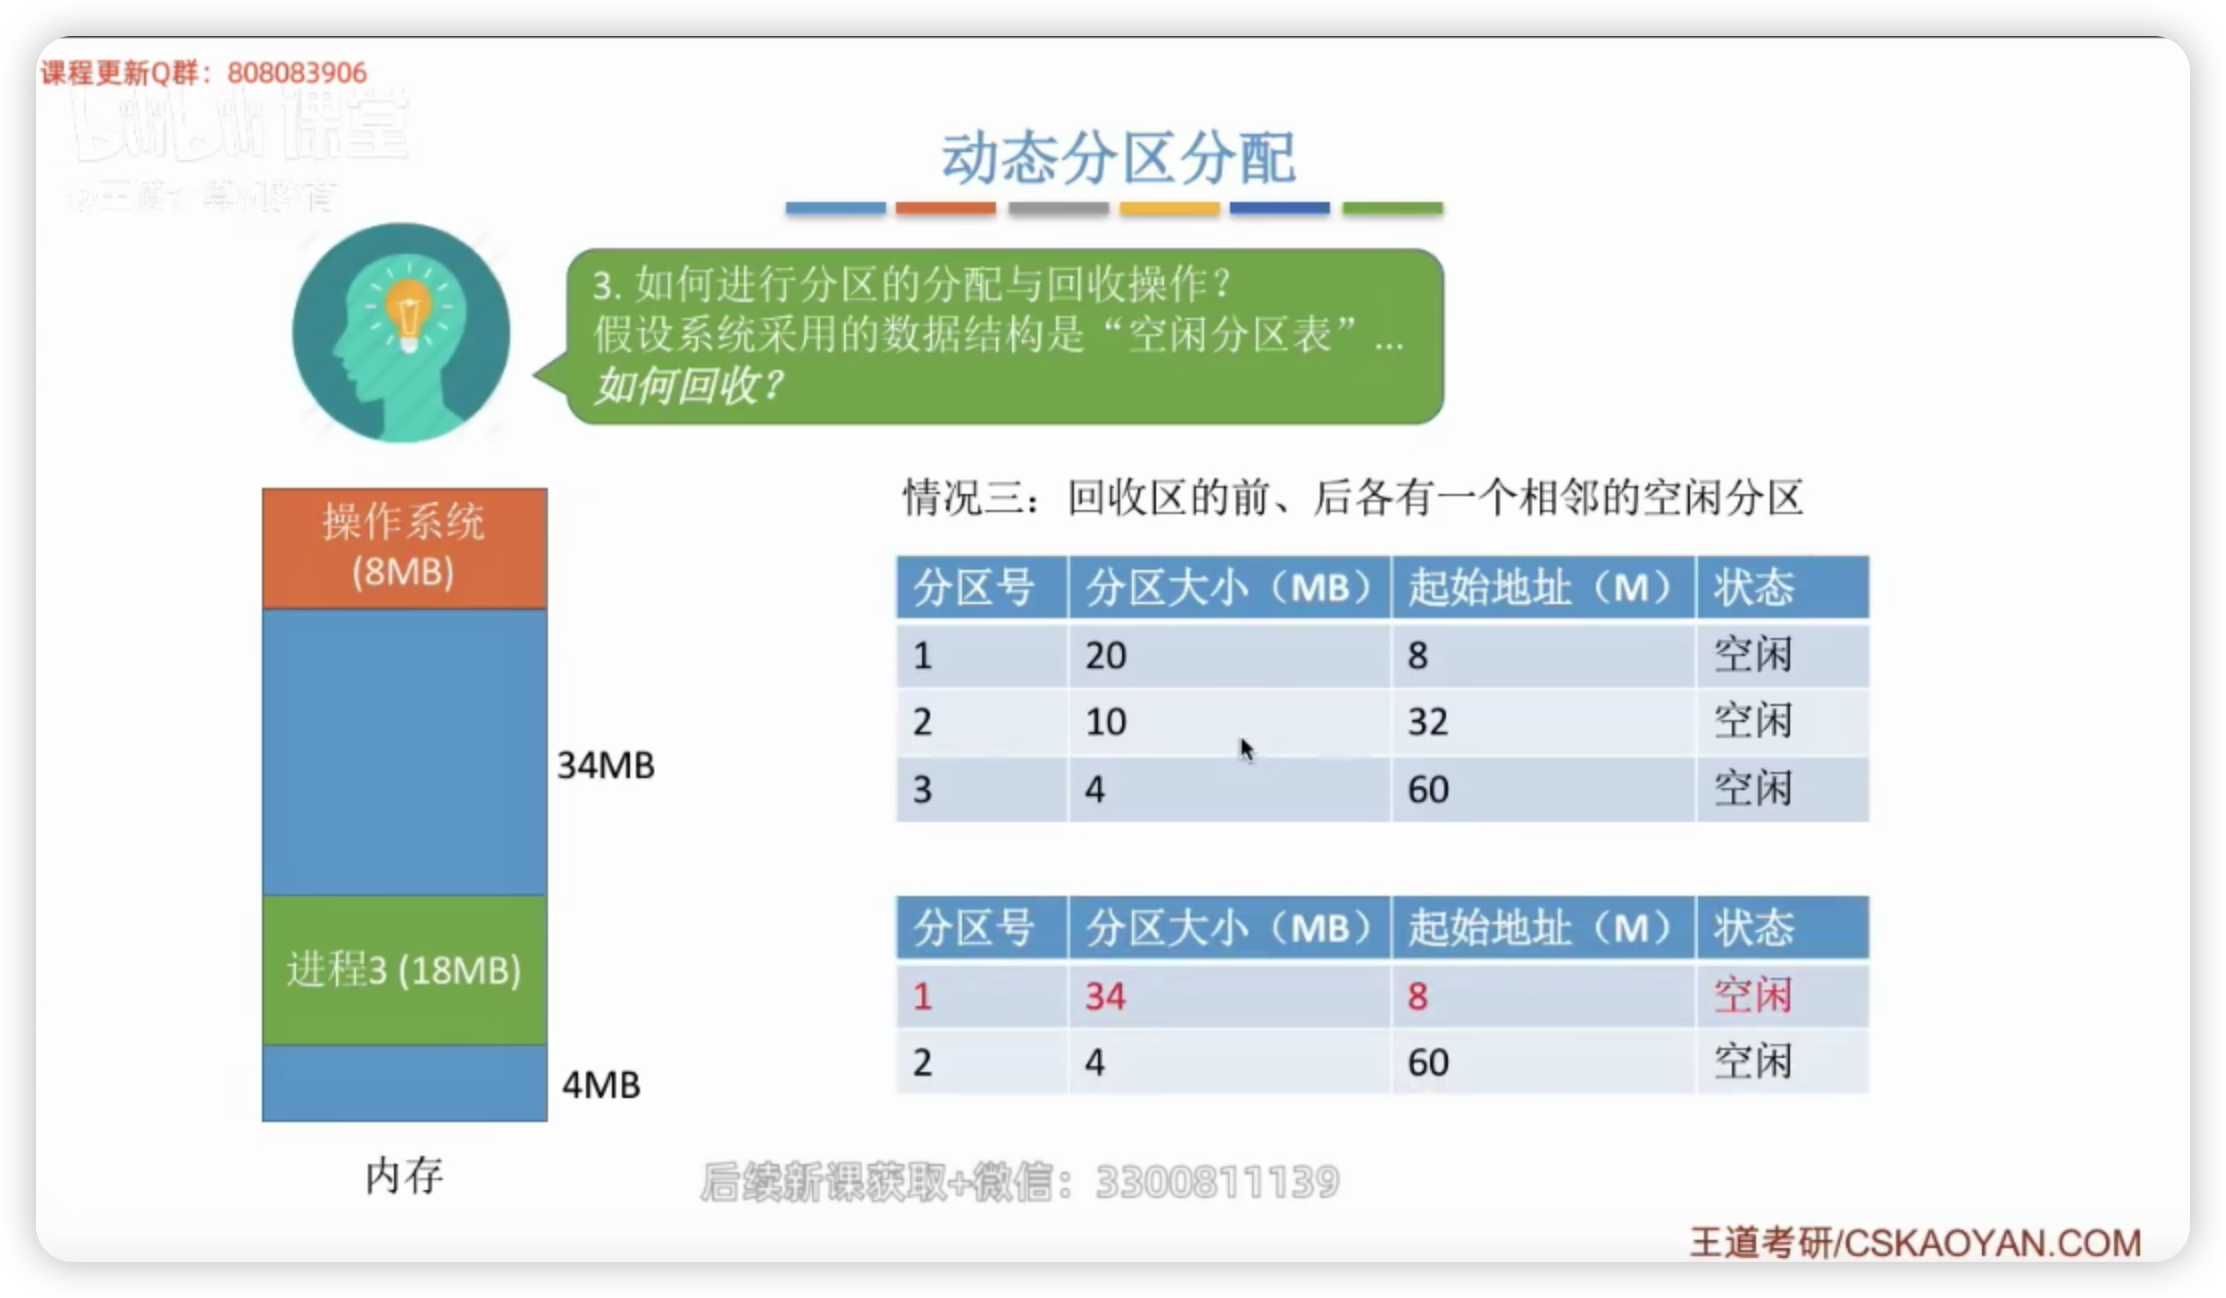 课程更新Q群：808083906
bilibili 课堂
@王道计算机教育
动态分区分配
3. 如何进行分区的分配与回收操作？
假设系统采用的数据结构是“空闲分区表”...
如何回收？
操作系统
(8MB)
34MB
进程3 (18MB)
4MB
内存
情况三：回收区的前、后各有一个相邻的空闲分区
分区号 分区大小（MB） 起始地址（M） 状态
1 20 8 空闲
2 10 32 空闲
3 4 60 空闲
分区号 分区大小（MB） 起始地址（M） 状态
1 34 8 空闲
2 4 60 空闲
后续新课获取+微信：3300811139
王道考研/CSKAOYAN.COM